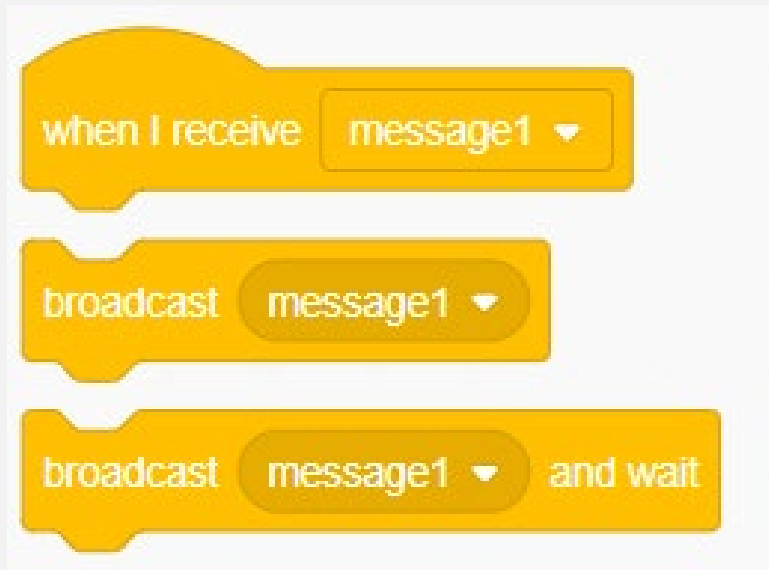 when I receive message1
broadcast message1
broadcast message1 and wait